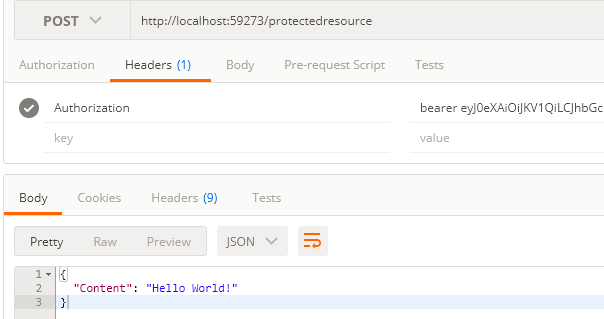 POST http://localhost:59273/protectedresource
Authorization Headers (1) Body Pre-request Script Tests
Authorization bearer eyJ0eXAiOiJKV1QiLCJhbGc
key value
Body Cookies Headers (9) Tests
Pretty Raw Preview JSON
1 {
2 "Content": "Hello World!"
3 }